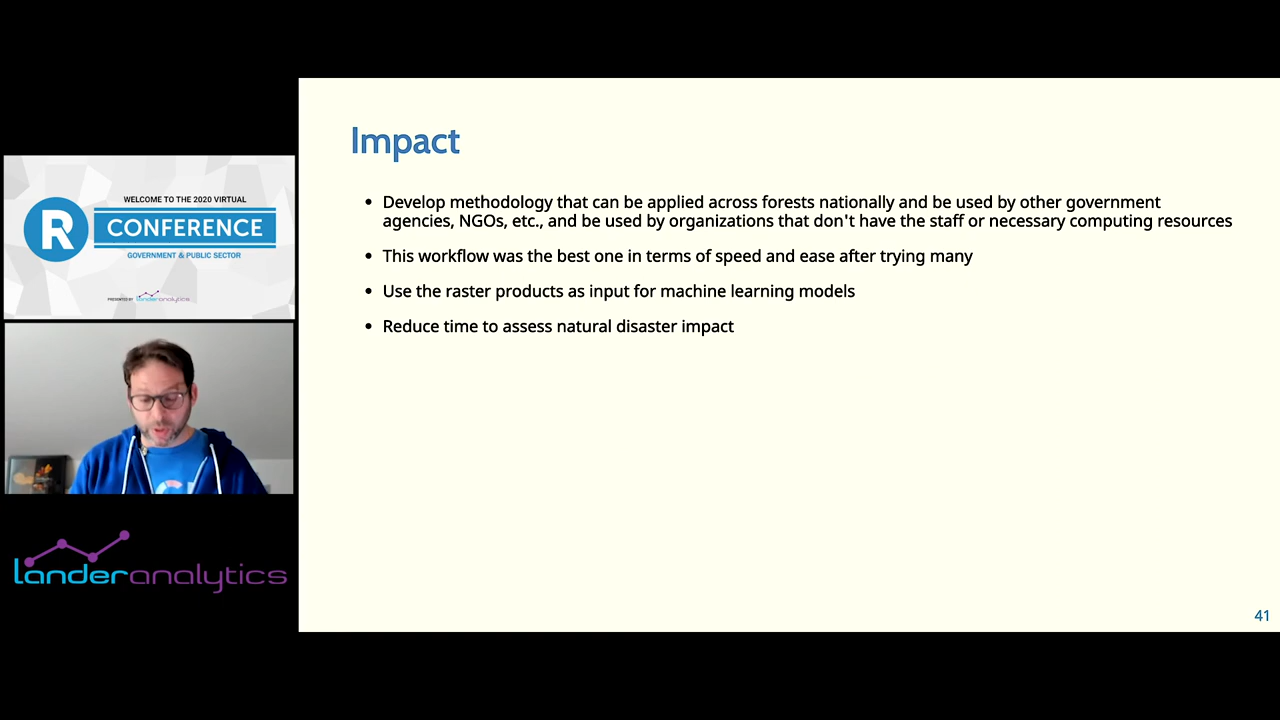 WELCOME TO THE 2020 VIRTUAL
R
CONFERENCE
GOVERNMENT & PUBLIC SECTOR
PRESENTED BY landeranalytics
landeranalytics
Impact
• Develop methodology that can be applied across forests nationally and be used by other government
agencies, NGOs, etc., and be used by organizations that don't have the staff or necessary computing resources
• This workflow was the best one in terms of speed and ease after trying many
• Use the raster products as input for machine learning models
• Reduce time to assess natural disaster impact
41